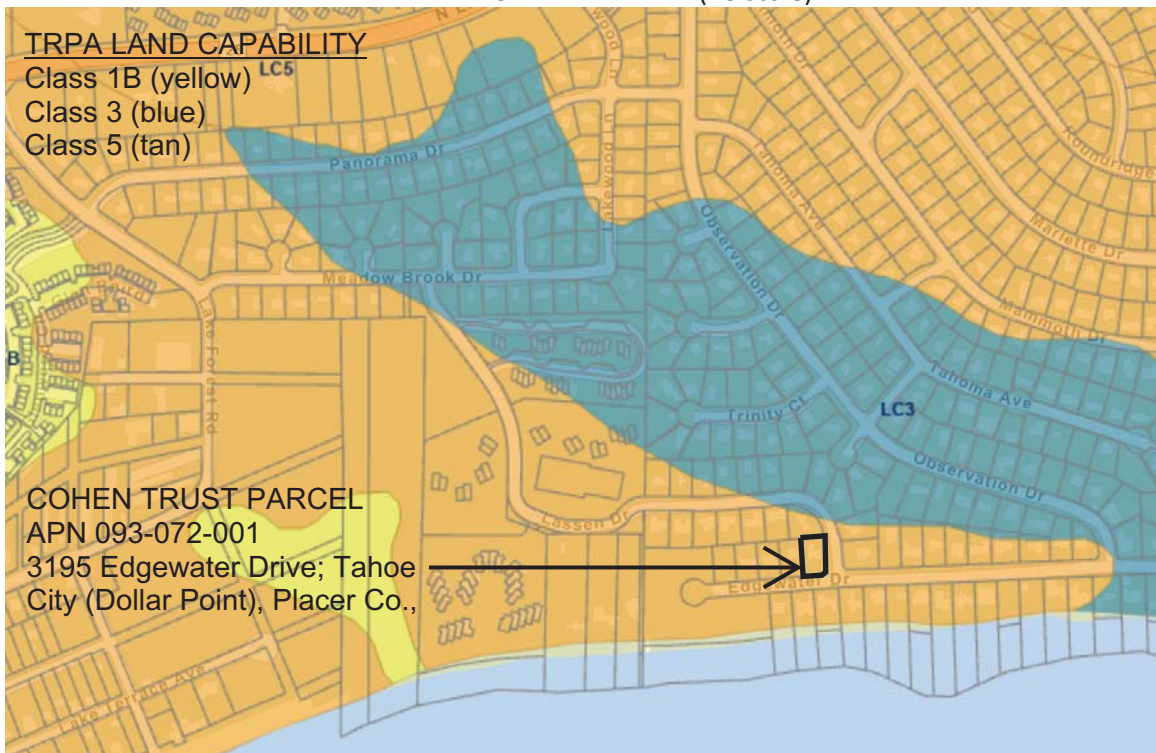 TRPA LAND CAPABILITY
Class 1B (yellow)
Class 3 (blue)
Class 5 (tan)
LC5
Lakewood Ln
Panorama Dr
Lakewood Ln
Tahoma Ave
Roundridge
Mariette Dr
Mammoth Dr
Observation Dr
Meadow Brook Dr
Lake Forest Rd
B
Tahoma Ave
Trinity Ct
LC3
Observation Dr
Lassen Dr
COHEN TRUST PARCEL
APN 093-072-001
3195 Edgewater Drive; Tahoe
City (Dollar Point), Placer Co.,
Edgewater Dr
Lake Terrace Ave